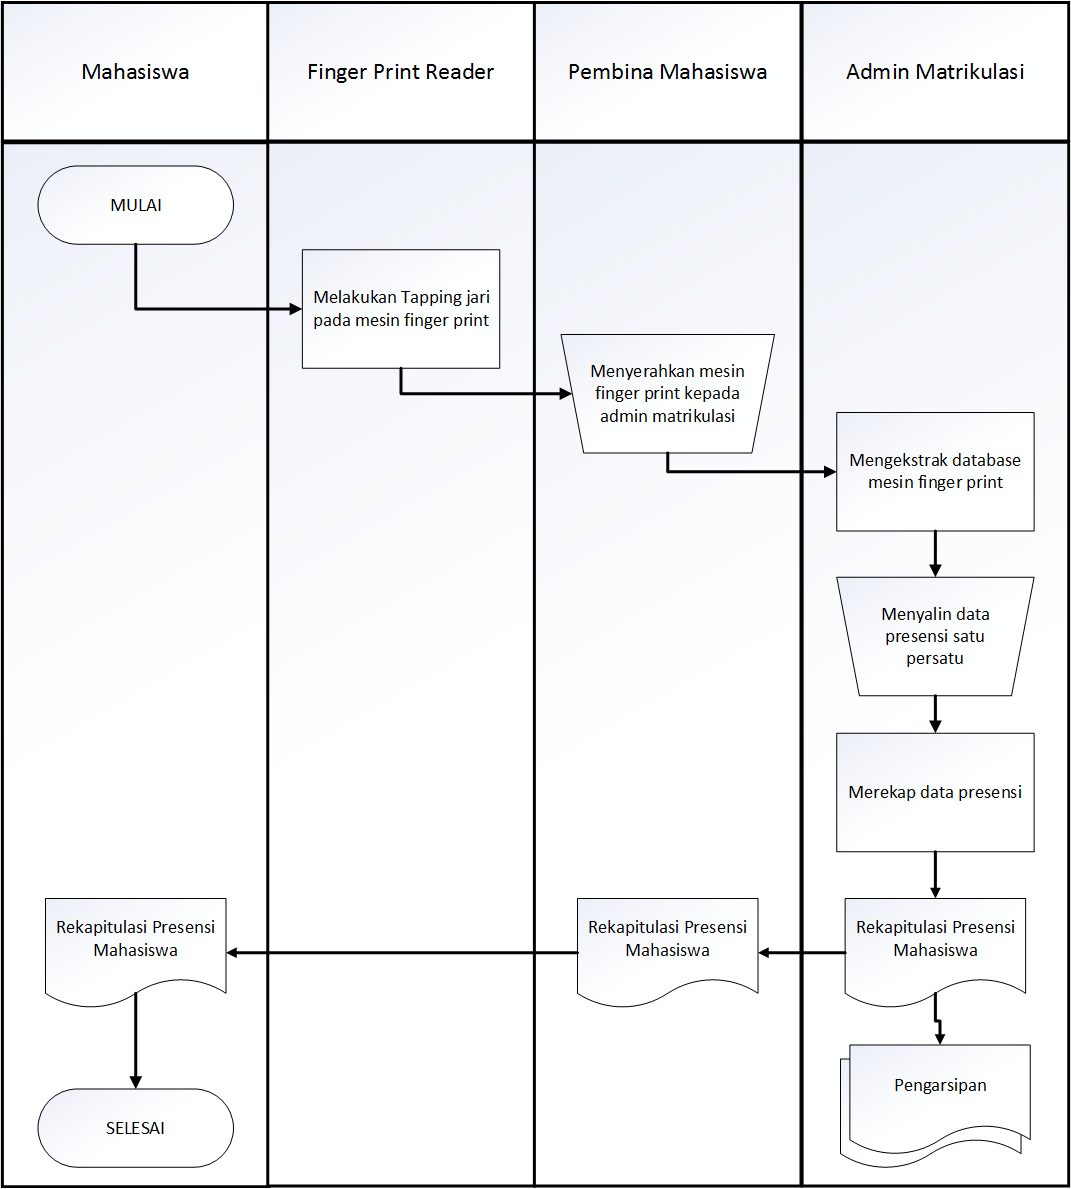 Mahasiswa
Finger Print Reader
Pembina Mahasiswa
Admin Matrikulasi
MULAI
Melakukan Tapping jari
pada mesin finger print
Menyerahkan mesin
finger print kepada
admin matrikulasi
Mengekstrak database
mesin finger print
Menyalin data
presensi satu
persatu
Merekap data presensi
Rekapitulasi Presensi
Mahasiswa
Rekapitulasi Presensi
Mahasiswa
Rekapitulasi Presensi
Mahasiswa
Pengarsipan
SELESAI